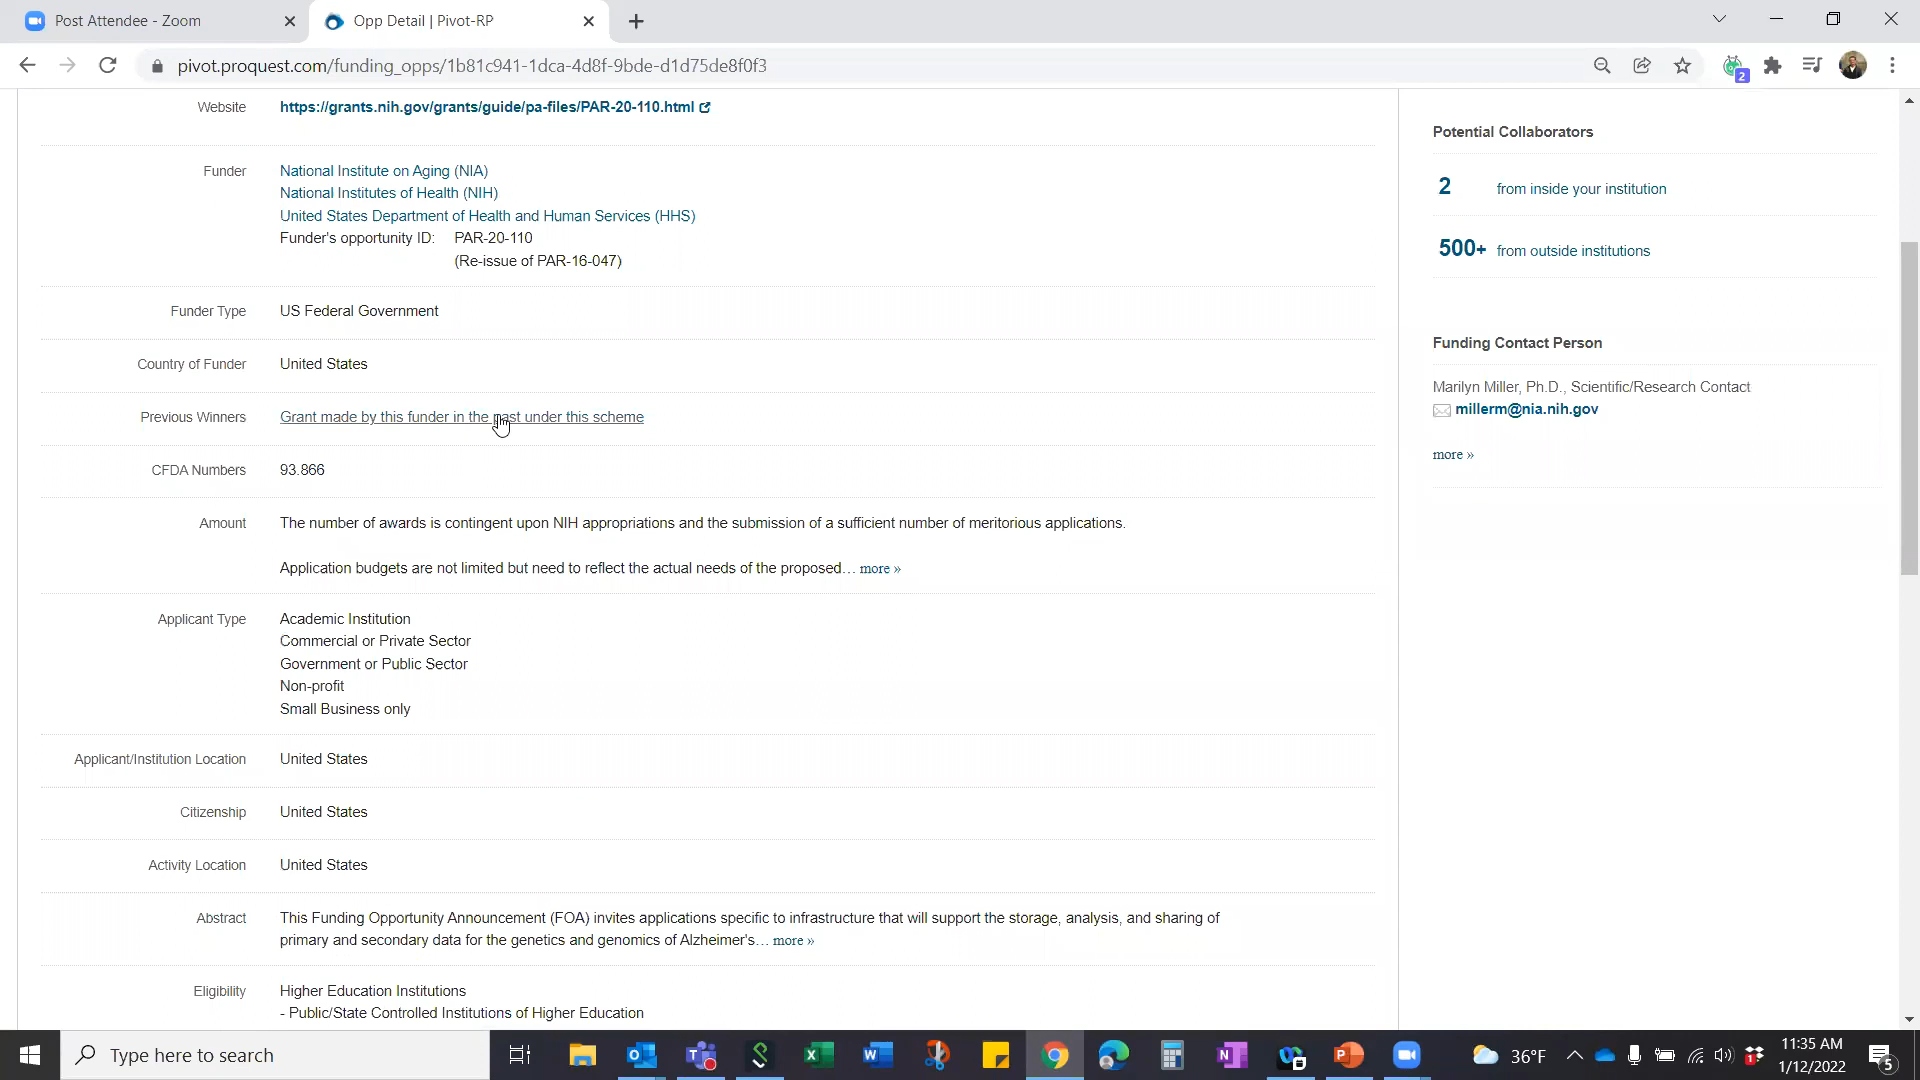 Post Attendee - Zoom
Opp Detail | Pivot-RP
pivot.proquest.com/funding_opps/1b81c941-1dca-4d8f-9bde-d1d75de8f0f3
2
Website
https://grants.nih.gov/grants/guide/pa-files/PAR-20-110.html
Funder
National Institute on Aging (NIA)
National Institutes of Health (NIH)
United States Department of Health and Human Services (HHS)
Funder's opportunity ID: PAR-20-110
(Re-issue of PAR-16-047)
Funder Type
US Federal Government
Country of Funder
United States
Previous Winners
Grant made by this funder in the past under this scheme
CFDA Numbers
93.866
Amount
The number of awards is contingent upon NIH appropriations and the submission of a sufficient number of meritorious applications.
Application budgets are not limited but need to reflect the actual needs of the proposed… more »
Applicant Type
Academic Institution
Commercial or Private Sector
Government or Public Sector
Non-profit
Small Business only
Applicant/Institution Location
United States
Citizenship
United States
Activity Location
United States
Abstract
This Funding Opportunity Announcement (FOA) invites applications specific to infrastructure that will support the storage, analysis, and sharing of
primary and secondary data for the genetics and genomics of Alzheimer's… more »
Eligibility
Higher Education Institutions
- Public/State Controlled Institutions of Higher Education
Potential Collaborators
2 from inside your institution
500+ from outside institutions
Funding Contact Person
Marilyn Miller, Ph.D., Scientific/Research Contact
millerm@nia.nih.gov
more »
Type here to search
36°F
1
11:35 AM
1/12/2022
5